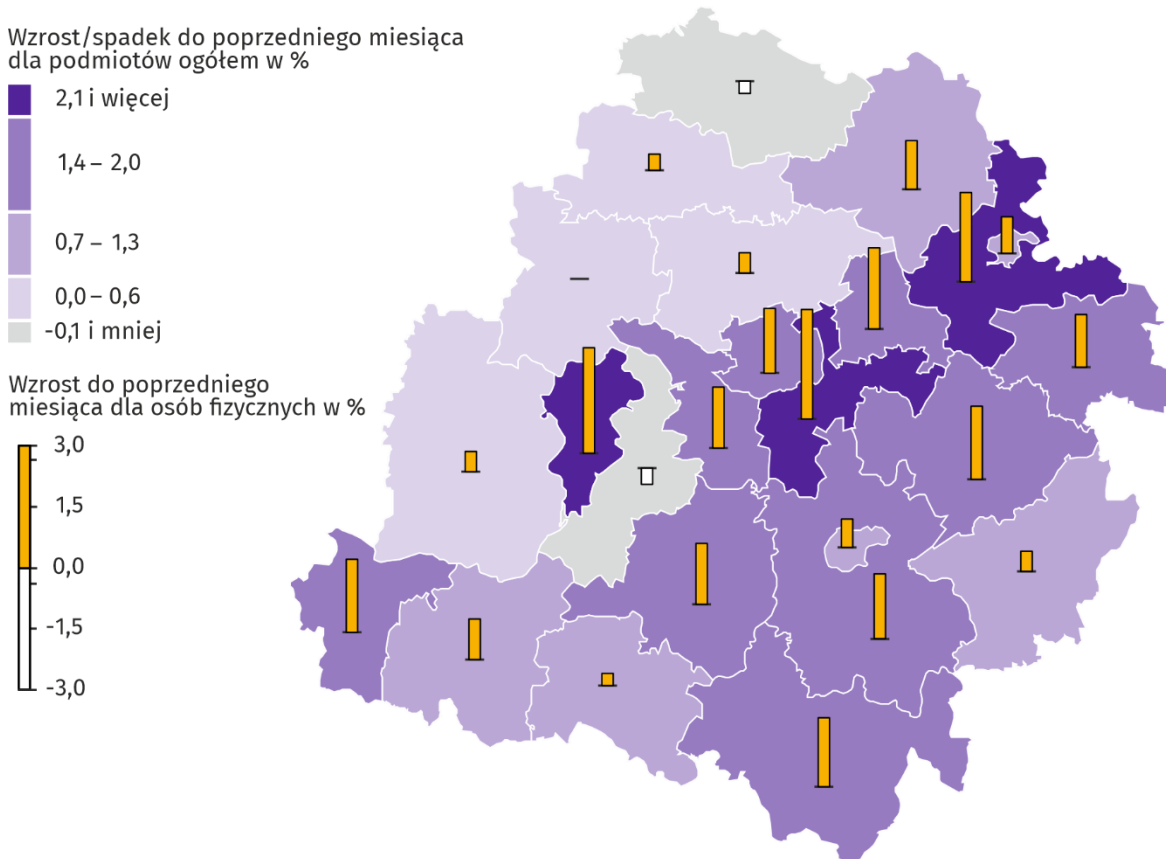 Wzrost/spadek do poprzedniego miesiąca
dla podmiotów ogółem w %
2,1 i więcej
1,4 – 2,0
0,7 – 1,3
0,0 – 0,6
-0,1 i mniej
Wzrost do poprzedniego
miesiąca dla osób fizycznych w %
3,0
1,5
0,0
-1,5
-3,0